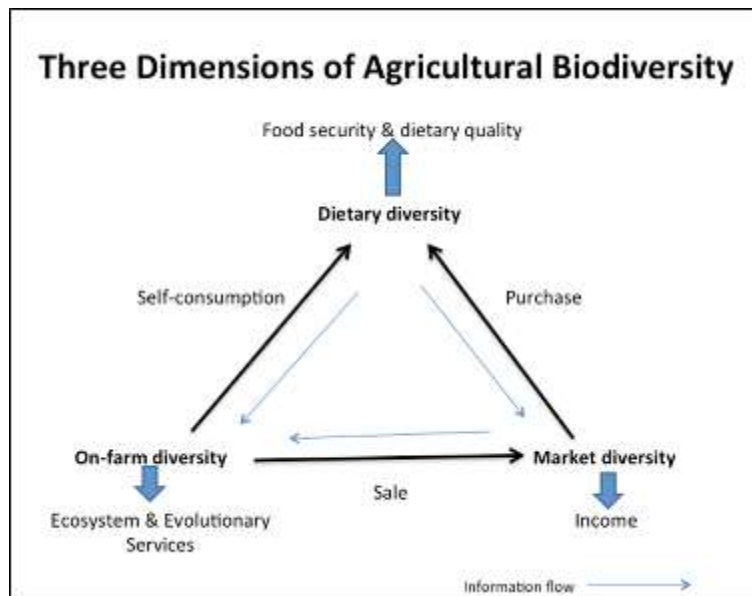 Three Dimensions of Agricultural Biodiversity
Food security & dietary quality
Dietary diversity
Self-consumption
Purchase
On-farm diversity
Market diversity
Sale
Ecosystem & Evolutionary
Services
Income
Information flow